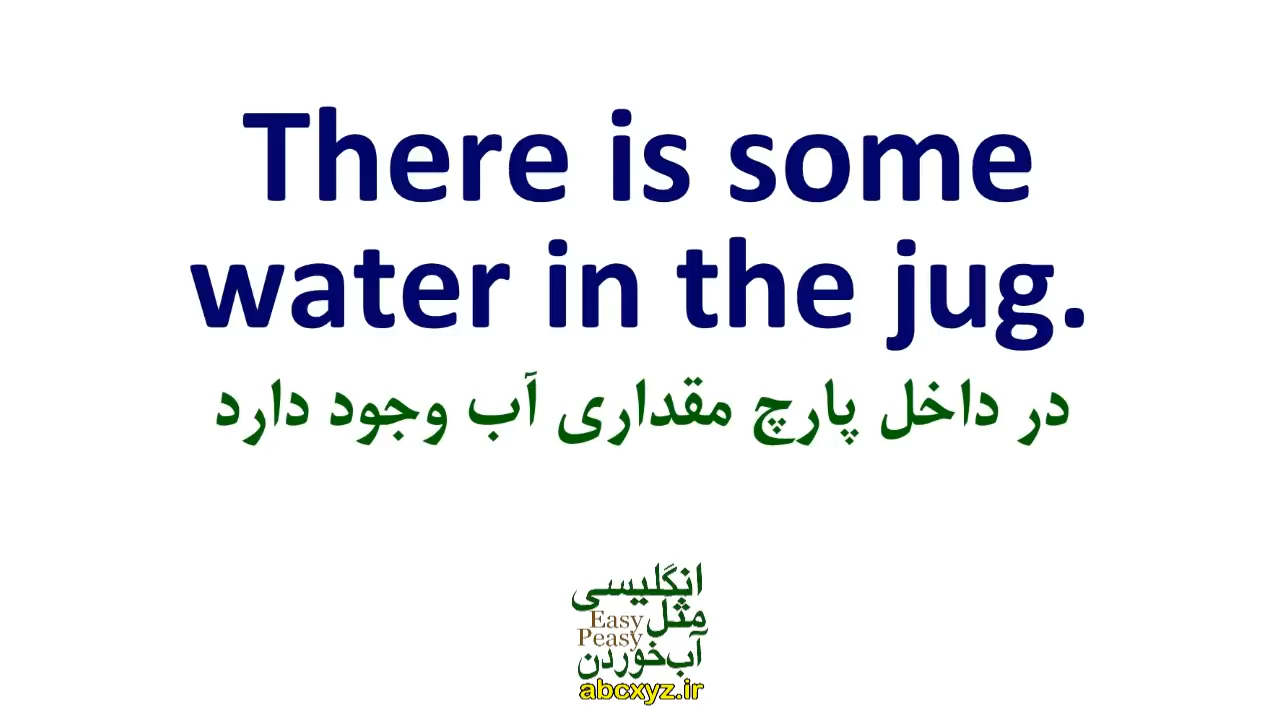 There is some
water in the jug.
در داخل پارچ مقداری آب وجود دارد
انگلیسی
مثل
Easy
Peasy
آب‌خوردن
abcxyz.ir